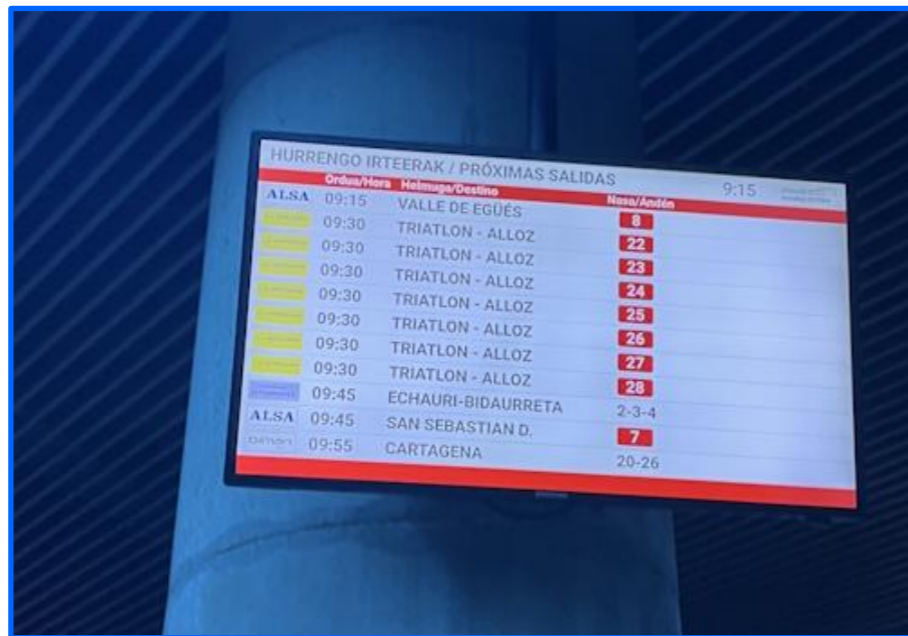 HURRENGO IRTEERAK / PRÓXIMAS SALIDAS 9:15
Ordua/Hora Helmuga/Destino Nasa/Andén
ALSA 09:15 VALLE DE EGÜÉS 8
09:30 TRIATLON - ALLOZ 22
09:30 TRIATLON - ALLOZ 23
09:30 TRIATLON - ALLOZ 24
09:30 TRIATLON - ALLOZ 25
09:30 TRIATLON - ALLOZ 26
09:30 TRIATLON - ALLOZ 27
09:30 TRIATLON - ALLOZ 28
09:45 ECHAURI-BIDAURRETA 2-3-4
ALSA 09:45 SAN SEBASTIAN D. 7
09:55 CARTAGENA 20-26